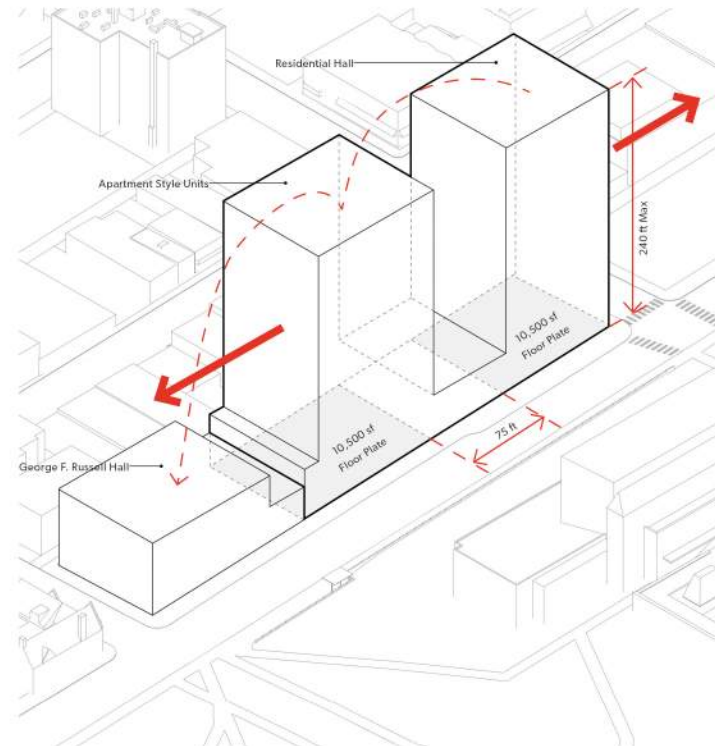 Residential Hall
Apartment Style Units
240 ft Max
10,500 sf
Floor Plate
75 ft
10,500 sf
Floor Plate
George F. Russell Hall